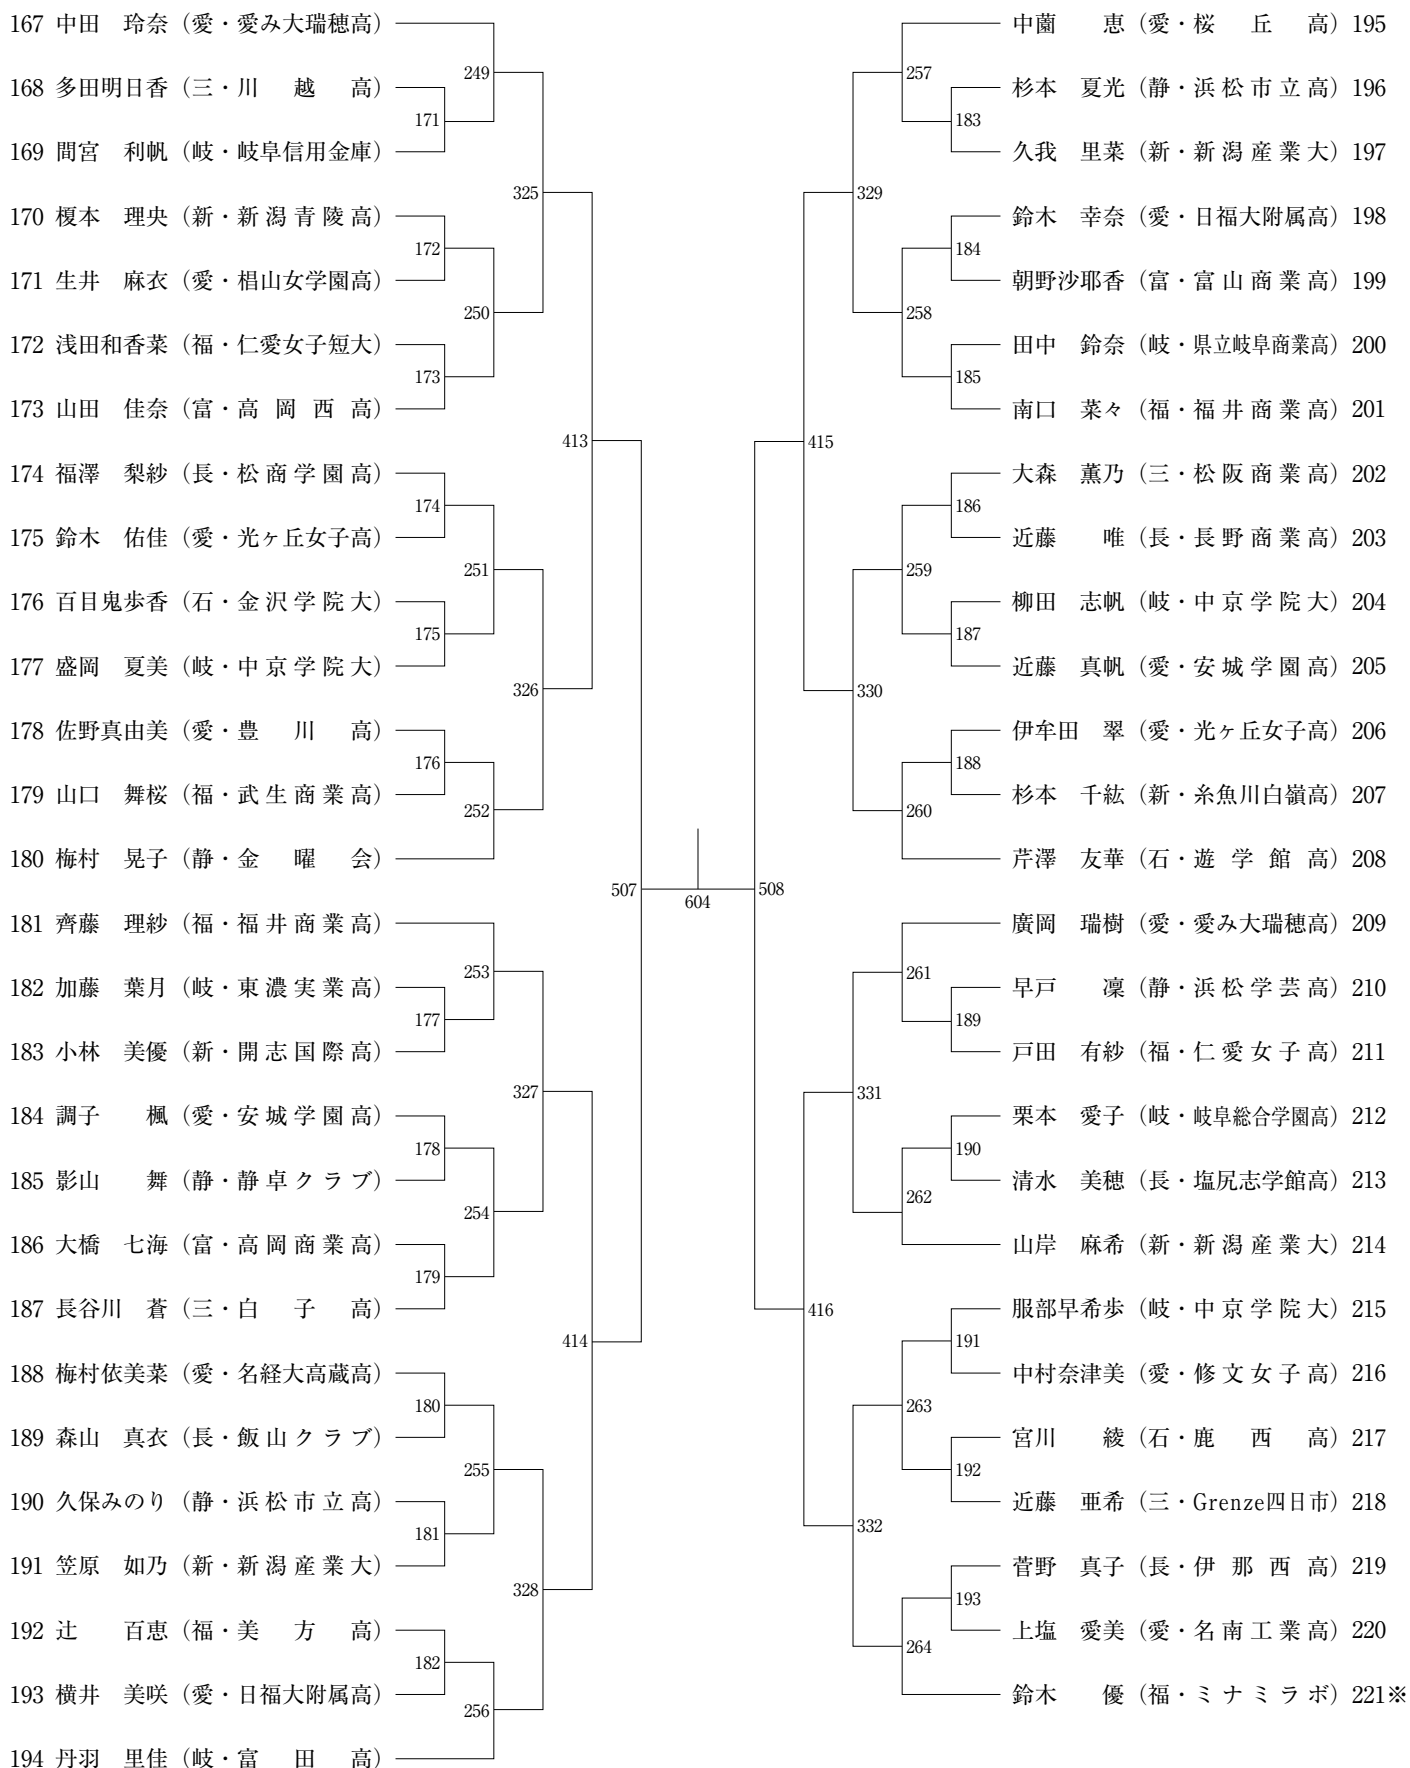 167 中田　玲奈（愛・愛み大瑞穂高）
249
168 多田明日香（三・川越高）
171
169 間宮　利帆（岐・岐阜信用金庫）
325
170 榎本　理央（新・新潟青陵高）
172
171 生井　麻衣（愛・椙山女学園高）
250
172 浅田和香菜（福・仁愛女子短大）
173
173 山田　佳奈（富・高岡西高）
413
174 福澤　梨紗（長・松商学園高）
174
175 鈴木　佑佳（愛・光ヶ丘女子高）
251
176 百目鬼歩香（石・金沢学院大）
175
177 盛岡　夏美（岐・中京学院大）
326
178 佐野真由美（愛・豊川高）
176
179 山口　舞桜（福・武生商業高）
252
180 梅村　晃子（静・金曜会）
507
181 齊藤　理紗（福・福井商業高）
253
182 加藤　葉月（岐・東濃実業高）
177
183 小林　美優（新・開志国際高）
327
184 調子　楓（愛・安城学園高）
178
185 影山　舞（静・静卓クラブ）
254
186 大橋　七海（富・高岡商業高）
179
187 長谷川　蒼（三・白子高）
414
188 梅村依美菜（愛・名経大高蔵高）
180
189 森山　真衣（長・飯山クラブ）
255
190 久保みのり（静・浜松市立高）
181
191 笠原　如乃（新・新潟産業大）
328
192 辻　百恵（福・美方高）
182
193 横井　美咲（愛・日福大附属高）
256
194 丹羽　里佳（岐・富田高）
604
中薗　恵（愛・桜丘高）195
257
杉本　夏光（静・浜松市立高）196
183
久我　里菜（新・新潟産業大）197
329
鈴木　幸奈（愛・日福大附属高）198
184
朝野沙耶香（富・富山商業高）199
258
田中　鈴奈（岐・県立岐阜商業高）200
185
南口　菜々（福・福井商業高）201
415
大森　薫乃（三・松阪商業高）202
186
近藤　唯（長・長野商業高）203
259
柳田　志帆（岐・中京学院大）204
187
近藤　真帆（愛・安城学園高）205
330
伊牟田　翠（愛・光ヶ丘女子高）206
188
杉本　千紘（新・糸魚川白嶺高）207
260
芹澤　友華（石・遊学館高）208
508
廣岡　瑞樹（愛・愛み大瑞穂高）209
261
早戸　凜（静・浜松学芸高）210
189
戸田　有紗（福・仁愛女子高）211
331
栗本　愛子（岐・岐阜総合学園高）212
190
清水　美穂（長・塩尻志学館高）213
262
山岸　麻希（新・新潟産業大）214
416
服部早希歩（岐・中京学院大）215
191
中村奈津美（愛・修文女子高）216
263
宮川　綾（石・鹿西高）217
192
近藤　亜希（三・Grenze四日市）218
332
菅野　真子（長・伊那西高）219
193
上塩　愛美（愛・名南工業高）220
264
鈴木　優（福・ミナミラボ）221※